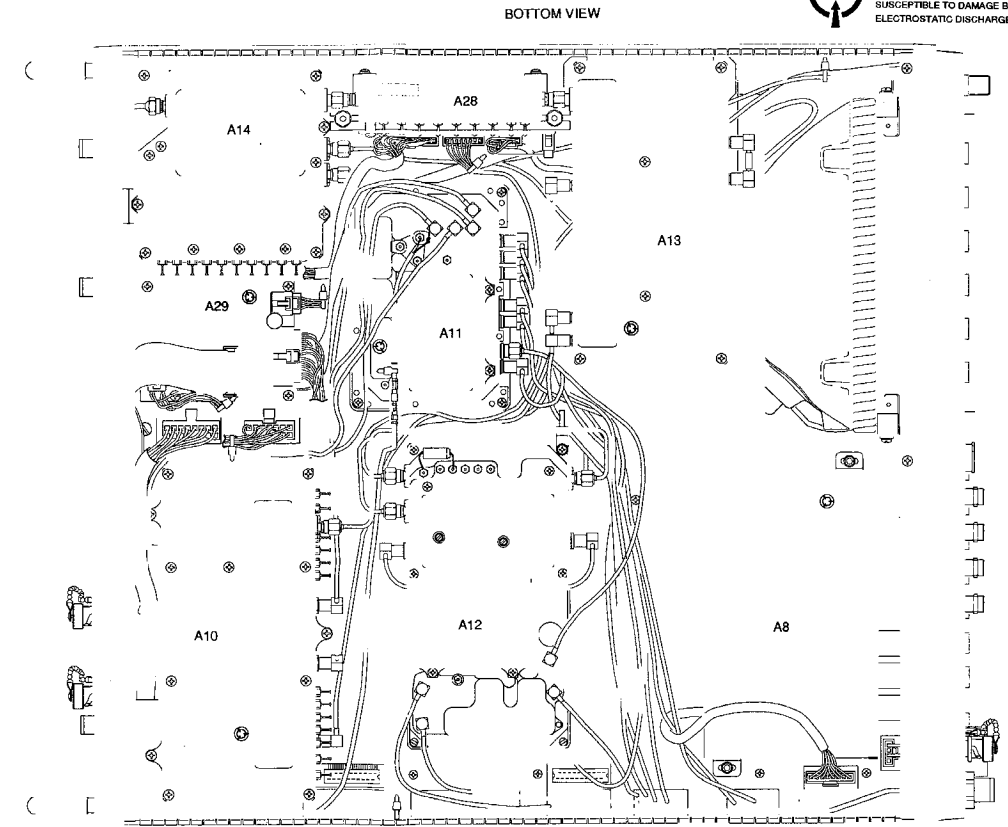 BOTTOM VIEW
SUSCEPTIBLE TO DAMAGE B
ELECTROSTATIC DISCHARGE
A28
A14
A13
A29
A11
A12
A8
A10